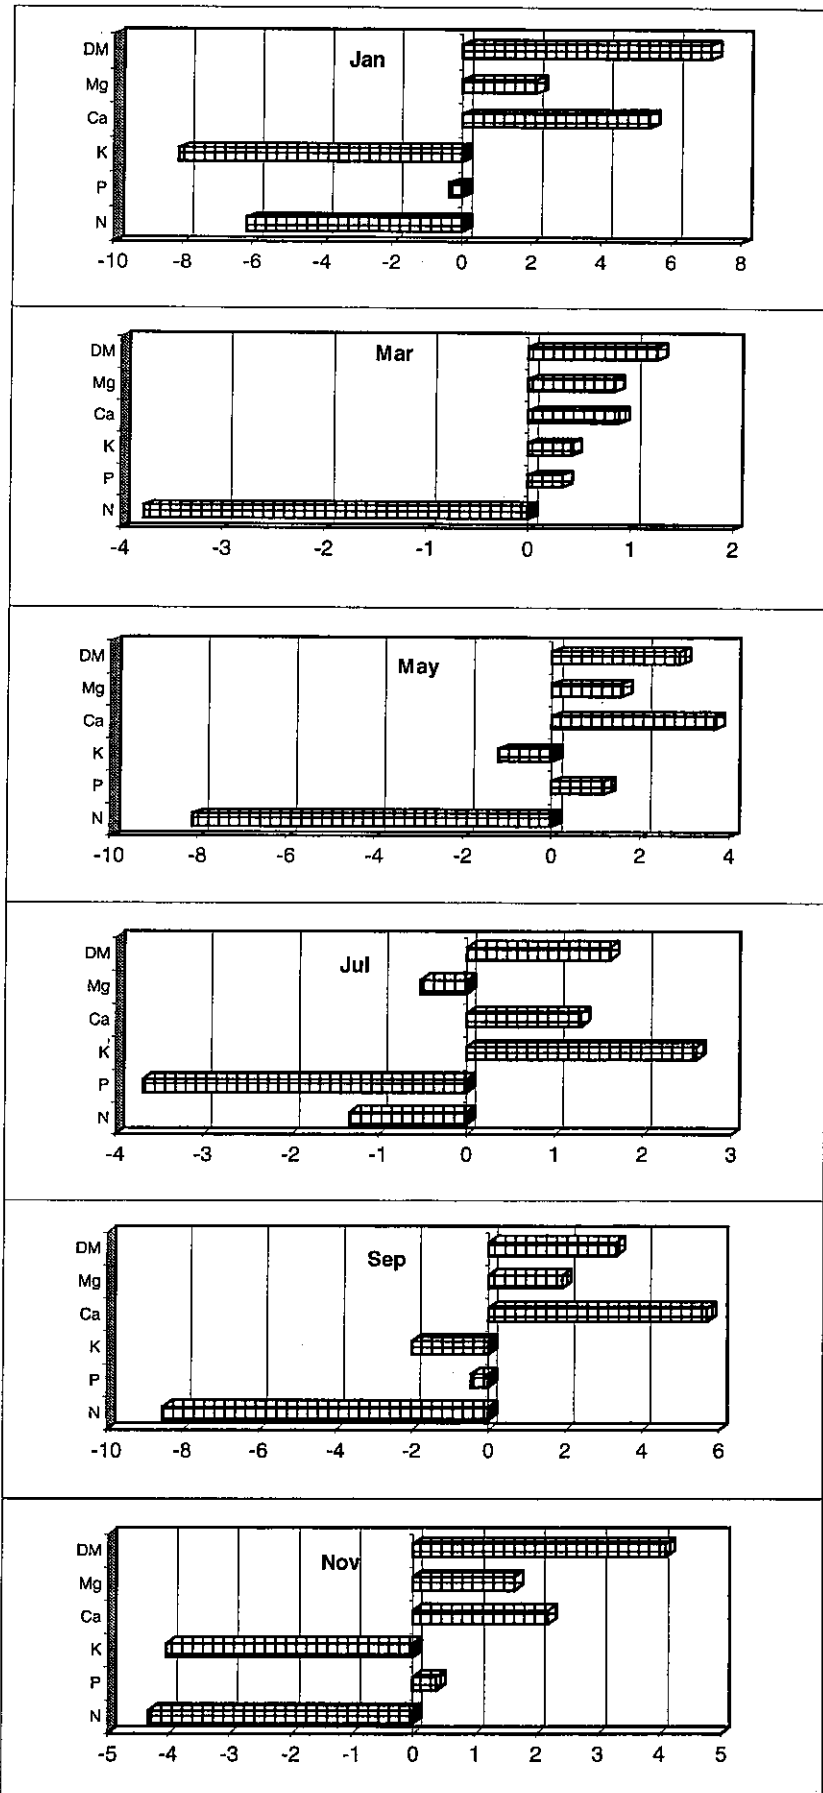 Jan
DM
Mg
Ca
K
P
N
-10 -8 -6 -4 -2 0 2 4 6 8
Mar
DM
Mg
Ca
K
P
N
-4 -3 -2 -1 0 1 2
May
DM
Mg
Ca
K
P
N
-10 -8 -6 -4 -2 0 2 4
Jul
DM
Mg
Ca
K
P
N
-4 -3 -2 -1 0 1 2 3
Sep
DM
Mg
Ca
K
P
N
-10 -8 -6 -4 -2 0 2 4 6
Nov
DM
Mg
Ca
K
P
N
-5 -4 -3 -2 -1 0 1 2 3 4 5